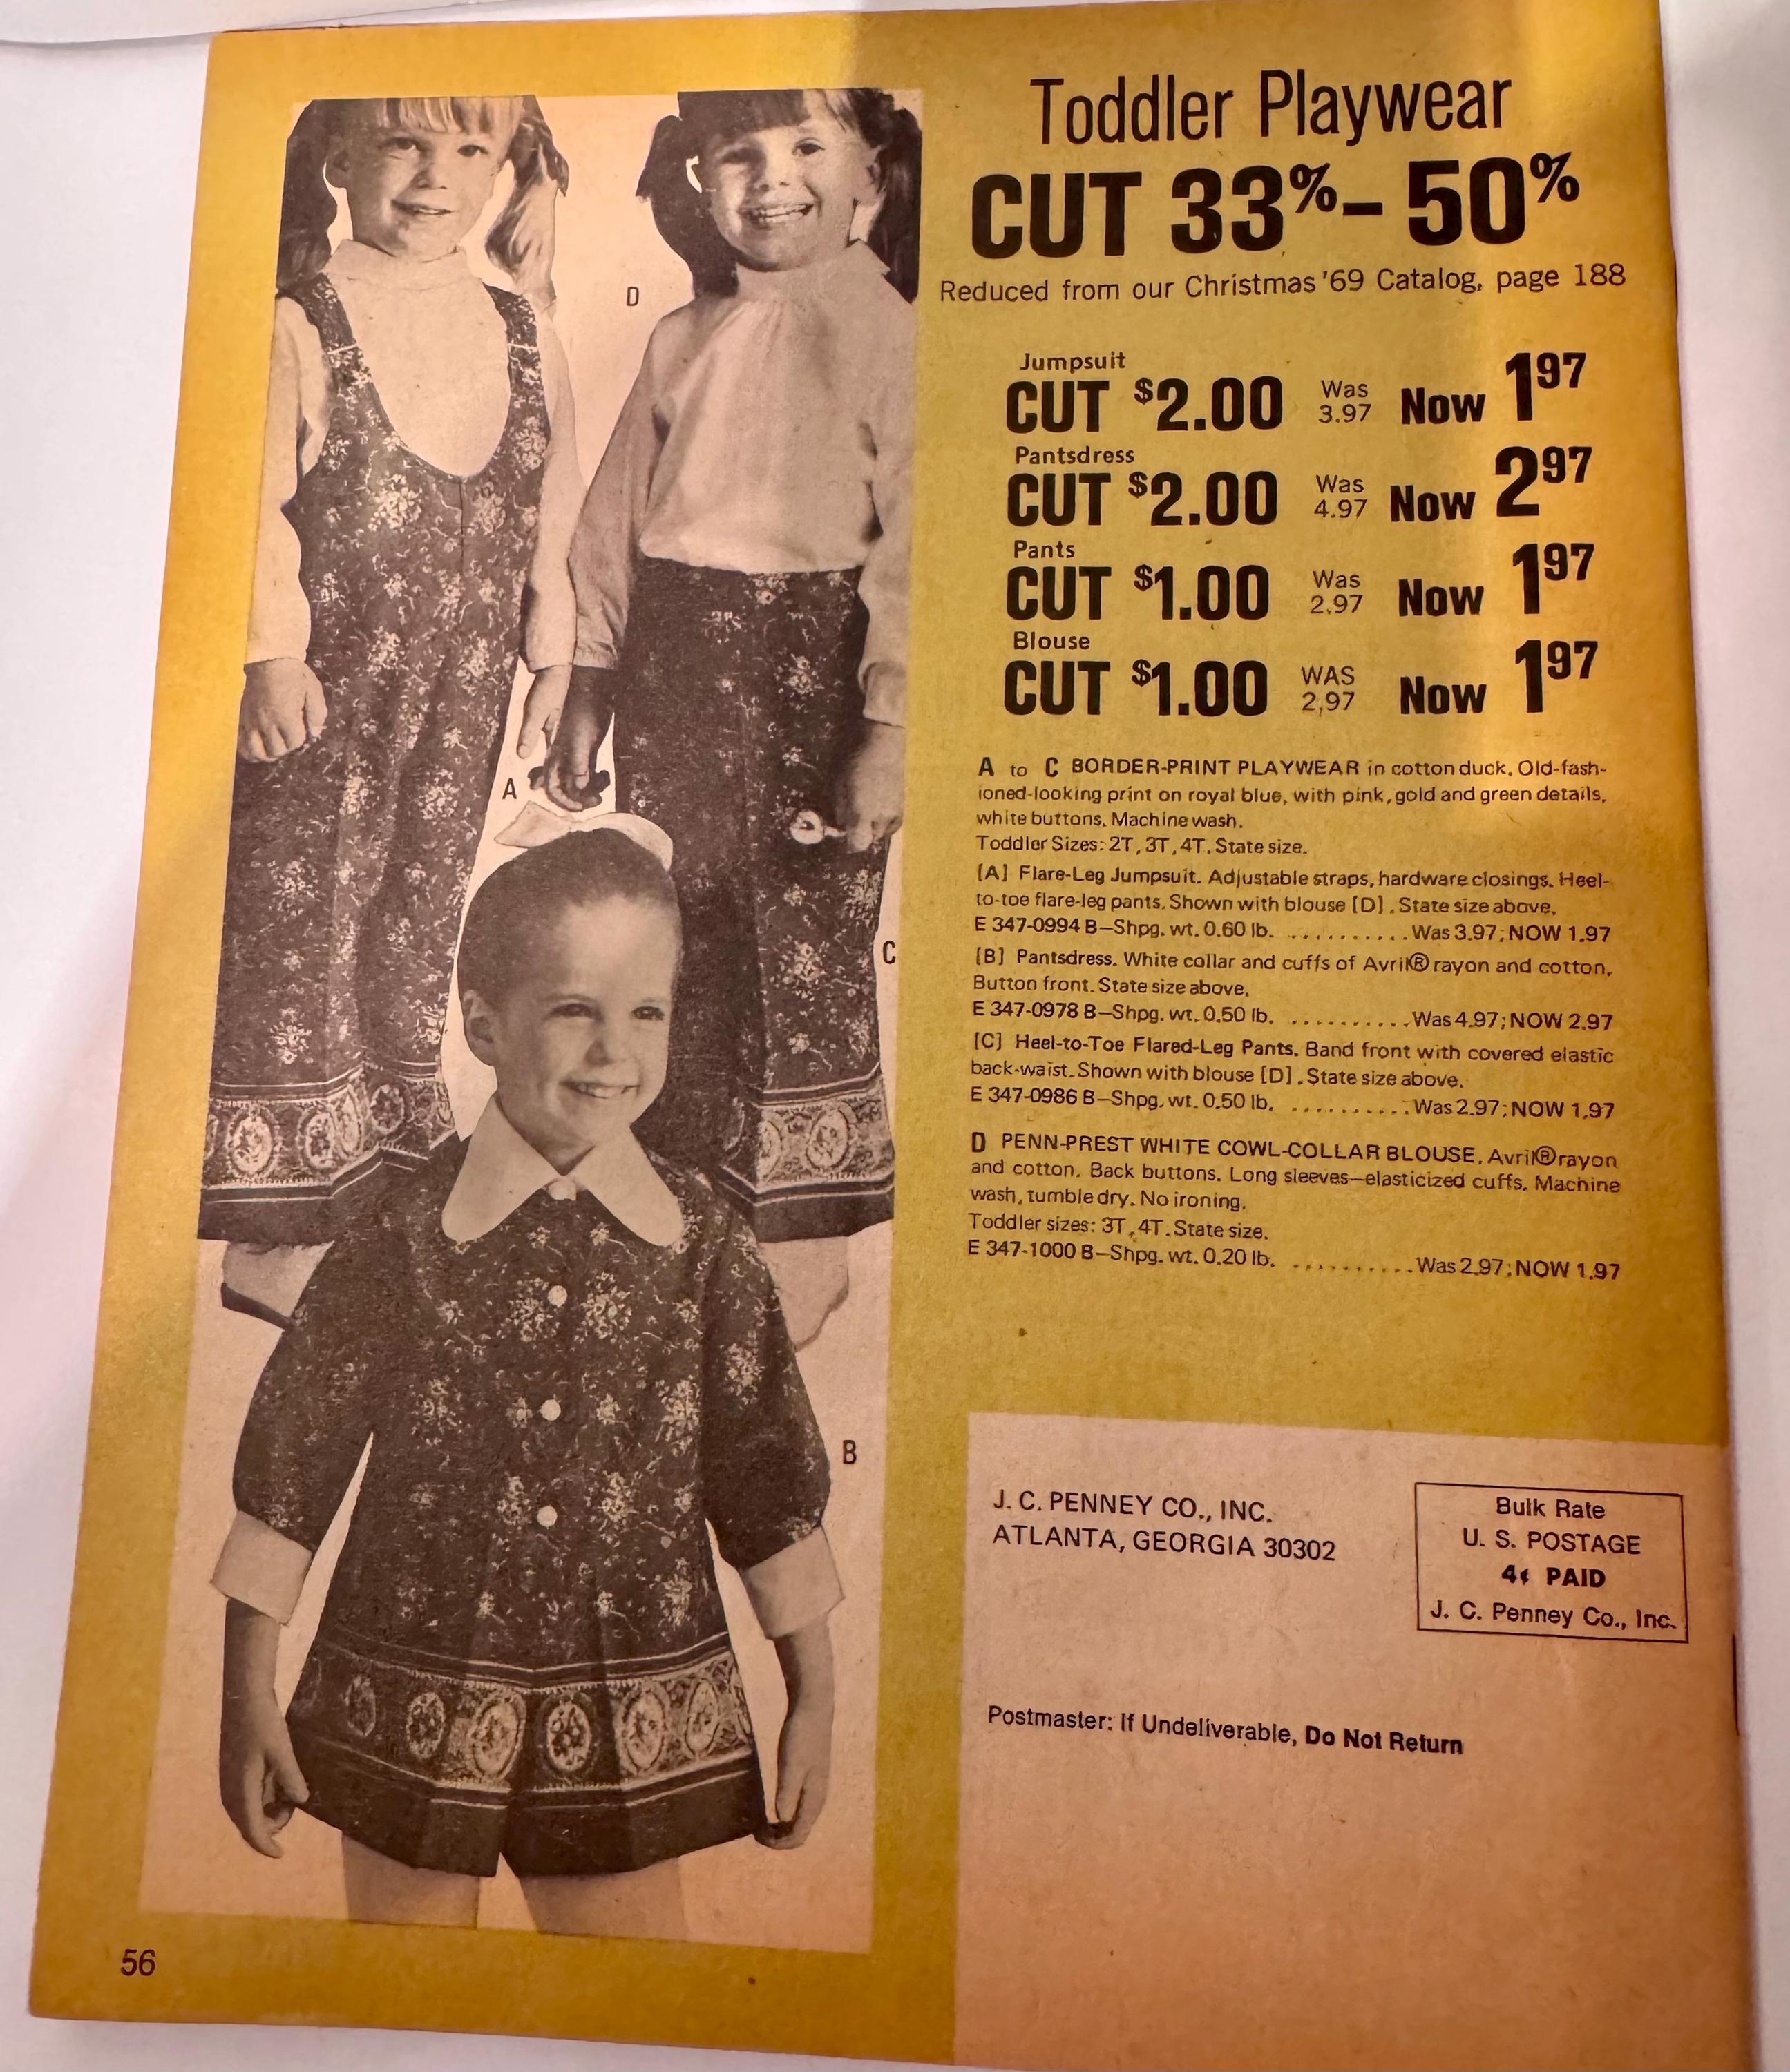 Toddler Playwear
CUT 33%–50%
Reduced from our Christmas '69 Catalog, page 188
Jumpsuit
CUT $2.00 Was 3.97 Now 1 97
Pantsdress
CUT $2.00 Was 4.97 Now 2 97
Pants
CUT $1.00 Was 2.97 Now 1 97
Blouse
CUT $1.00 WAS 2.97 Now 1 97
A to C BORDER-PRINT PLAYWEAR in cotton duck. Old-fash-
ioned-looking print on royal blue, with pink, gold and green details,
white buttons. Machine wash.
Toddler Sizes: 2T, 3T, 4T. State size.
[A] Flare-Leg Jumpsuit. Adjustable straps, hardware closings. Heel-
to-toe flare-leg pants. Shown with blouse [D]. State size above.
E 347-0994 B—Shpg. wt. 0.60 lb. ..........Was 3.97; NOW 1.97
[B] Pantsdress. White collar and cuffs of Avril® rayon and cotton.
Button front. State size above.
E 347-0978 B—Shpg. wt. 0.50 lb. ..........Was 4.97; NOW 2.97
[C] Heel-to-Toe Flared-Leg Pants. Band front with covered elastic
back-waist. Shown with blouse [D]. State size above.
E 347-0986 B—Shpg. wt. 0.50 lb. ..........Was 2.97; NOW 1.97
D PENN-PREST WHITE COWL-COLLAR BLOUSE. Avril® rayon
and cotton. Back buttons. Long sleeves—elasticized cuffs. Machine
wash, tumble dry. No ironing.
Toddler sizes: 3T, 4T. State size.
E 347-1000 B—Shpg. wt. 0.20 lb. ..........Was 2.97; NOW 1.97
D
A
C
B
J. C. PENNEY CO., INC.
ATLANTA, GEORGIA 30302
Bulk Rate
U. S. POSTAGE
4¢ PAID
J. C. Penney Co., Inc.
Postmaster: If Undeliverable, Do Not Return
56